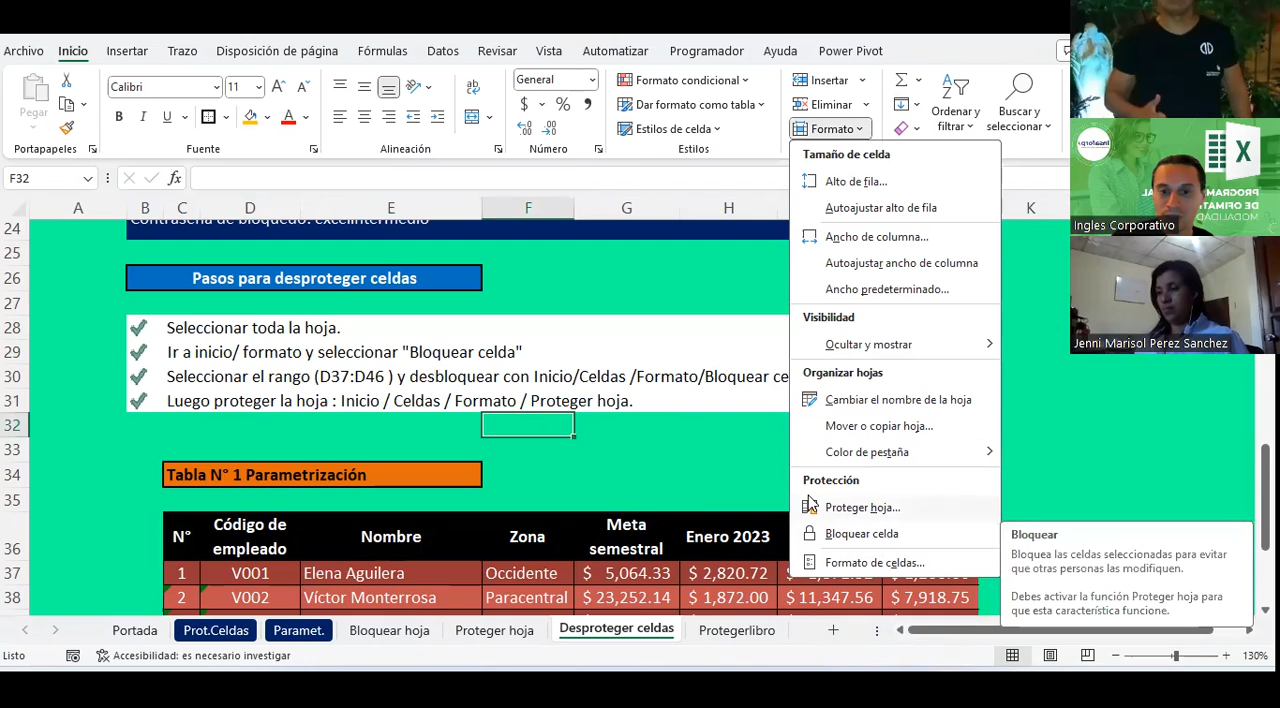 Archivo Inicio Insertar Trazo Disposición de página Fórmulas Datos Revisar Vista Automatizar Programador Ayuda Power Pivot
Pegar
Portapapeles
Calibri 11
N K S
Fuente
Alineación
General
$ % 000
Número
Formato condicional
Dar formato como tabla
Estilos de celda
Estilos
Insertar
Eliminar
Formato
Ordenar y filtrar
Buscar y seleccionar
F32
fx
A B C D E F G H K
24 Contraseña de bloquedo: excelintermedio
25
26 Pasos para desproteger celdas
27
28 Seleccionar toda la hoja.
29 Ir a inicio/ formato y seleccionar "Bloquear celda"
30 Seleccionar el rango (D37:D46 ) y desbloquear con Inicio/Celdas /Formato/Bloquear ce
31 Luego proteger la hoja : Inicio / Celdas / Formato / Proteger hoja.
32
33
34 Tabla N° 1 Parametrización
35
36 N° Código de empleado Nombre Zona Meta semestral Enero 2023
37 1 V001 Elena Aguilera Occidente $ 5,064.33 $ 2,820.72
38 2 V002 Víctor Monterrosa Paracentral $ 23,252.14 $ 1,872.00 $ 11,347.56 $ 7,918.75
Tamaño de celda
Alto de fila...
Autoajustar alto de fila
Ancho de columna...
Autoajustar ancho de columna
Ancho predeterminado...
Visibilidad
Ocultar y mostrar
Organizar hojas
Cambiar el nombre de la hoja
Mover o copiar hoja...
Color de pestaña
Protección
Proteger hoja...
Bloquear celda
Formato de celdas...
Bloquear
Bloquea las celdas seleccionadas para evitar
que otras personas las modifiquen.
Debes activar la función Proteger hoja para
que esta característica funcione.
Portada Prot.Celdas Paramet. Bloquear hoja Proteger hoja Desproteger celdas Protegerlibro
Listo Accesibilidad: es necesario investigar 130%
PROGRAM
DE OFIMAT
MODALIDAD
Ingles Corporativo
Jenni Marisol Perez Sanchez